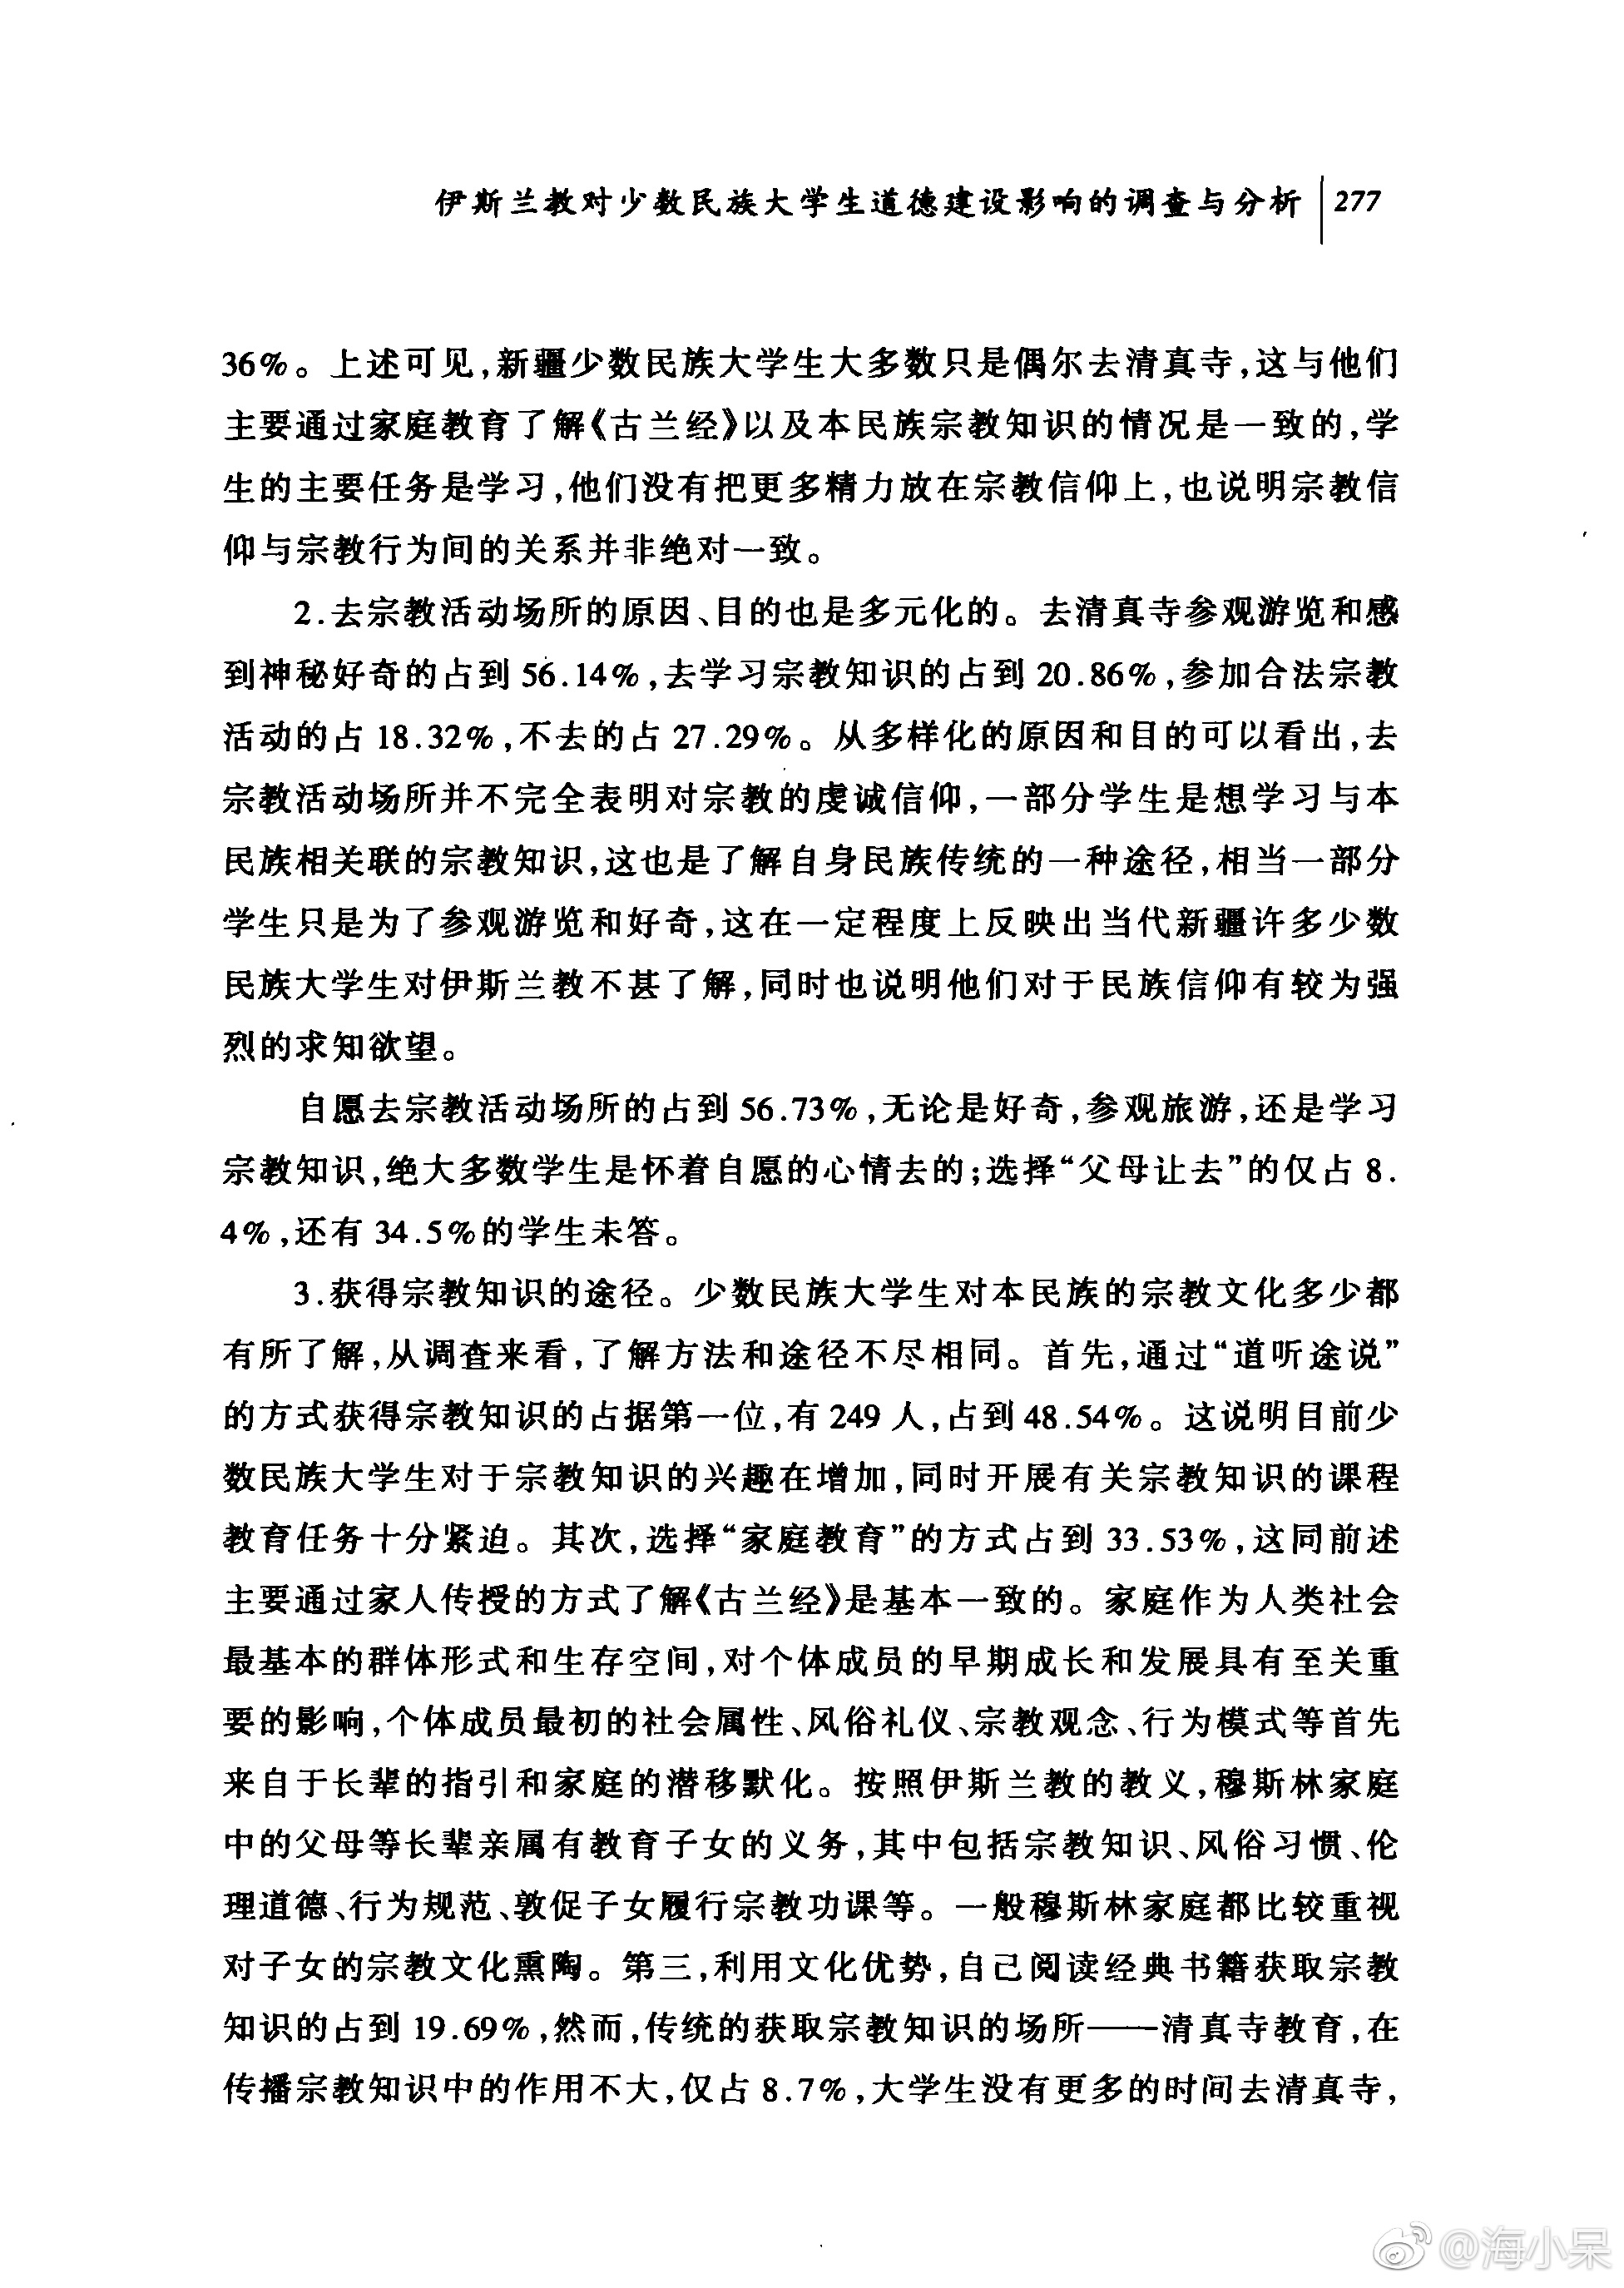 伊斯兰教对少数民族大学生道德建设影响的调查与分析 277
36%。上述可见,新疆少数民族大学生大多数只是偶尔去清真寺,这与他们
主要通过家庭教育了解《古兰经》以及本民族宗教知识的情况是一致的,学
生的主要任务是学习,他们没有把更多精力放在宗教信仰上,也说明宗教信
仰与宗教行为间的关系并非绝对一致。
2.去宗教活动场所的原因、目的也是多元化的。去清真寺参观游览和感
到神秘好奇的占到56.14%,去学习宗教知识的占到20.86%,参加合法宗教
活动的占18.32%,不去的占27.29%。从多样化的原因和目的可以看出,去
宗教活动场所并不完全表明对宗教的虔诚信仰,一部分学生是想学习与本
民族相关联的宗教知识,这也是了解自身民族传统的一种途径,相当一部分
学生只是为了参观游览和好奇,这在一定程度上反映出当代新疆许多少数
民族大学生对伊斯兰教不甚了解,同时也说明他们对于民族信仰有较为强
烈的求知欲望。
自愿去宗教活动场所的占到56.73%,无论是好奇,参观旅游,还是学习
宗教知识,绝大多数学生是怀着自愿的心情去的;选择“父母让去”的仅占8.
4%,还有34.5%的学生未答。
3.获得宗教知识的途径。少数民族大学生对本民族的宗教文化多少都
有所了解,从调查来看,了解方法和途径不尽相同。首先,通过“道听途说”
的方式获得宗教知识的占据第一位,有249人,占到48.54%。这说明目前少
数民族大学生对于宗教知识的兴趣在增加,同时开展有关宗教知识的课程
教育任务十分紧迫。其次,选择“家庭教育”的方式占到33.53%,这同前述
主要通过家人传授的方式了解《古兰经》是基本一致的。家庭作为人类社会
最基本的群体形式和生存空间,对个体成员的早期成长和发展具有至关重
要的影响,个体成员最初的社会属性、风俗礼仪、宗教观念、行为模式等首先
来自于长辈的指引和家庭的潜移默化。按照伊斯兰教的教义,穆斯林家庭
中的父母等长辈亲属有教育子女的义务,其中包括宗教知识、风俗习惯、伦
理道德、行为规范、敦促子女履行宗教功课等。一般穆斯林家庭都比较重视
对子女的宗教文化熏陶。第三,利用文化优势,自己阅读经典书籍获取宗教
知识的占到19.69%,然而,传统的获取宗教知识的场所——清真寺教育,在
传播宗教知识中的作用不大,仅占8.7%,大学生没有更多的时间去清真寺,
@海小呆